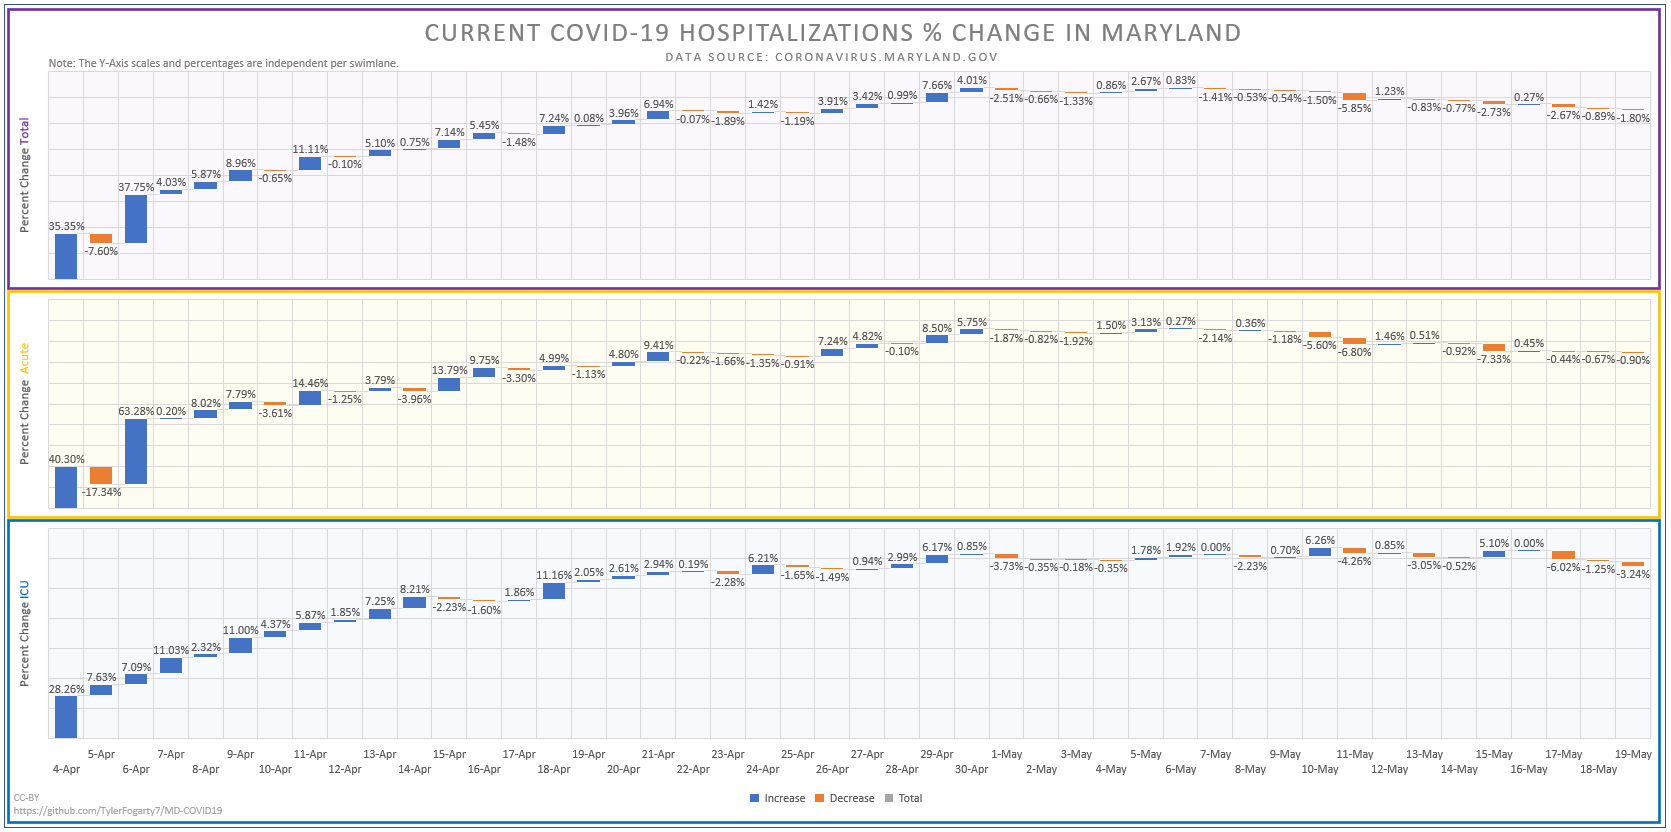 CURRENT COVID-19 HOSPITALIZATIONS % CHANGE IN MARYLAND
DATA SOURCE: CORONAVIRUS.MARYLAND.GOV
Note: The Y-Axis scales and percentages are independent per swimlane.
Percent Change Total
35.35% -7.60% 37.75% 4.03% 5.87% 8.96% -0.65% 11.11% -0.10% 5.10% 0.75% 7.14% 5.45% -1.48% 7.24% 0.08% 3.96% 6.94% -0.07% -1.89% 1.42% -1.19% 3.91% 3.42% 0.99% 7.66% 4.01% -2.51% -0.66% -1.33% 0.86% 2.67% 0.83% -1.41% -0.53% -0.54% -1.50% -5.85% 1.23% -0.83% -0.77% -2.73% 0.27% -2.67% -0.89% -1.80%
Percent Change Acute
40.30% -17.34% 63.28% 0.20% 8.02% 7.79% -3.61% 14.46% -1.25% 3.79% -3.96% 13.79% 9.75% -3.30% 4.99% -1.13% 4.80% 9.41% -0.22% -1.66% -1.35% -0.91% 7.24% 4.82% -0.10% 8.50% 5.75% -1.87% -0.82% -1.92% 1.50% 3.13% 0.27% -2.14% 0.36% -1.18% -5.60% -6.80% 1.46% 0.51% -0.92% -7.33% 0.45% -0.44% -0.67% -0.90%
Percent Change ICU
28.26% 7.63% 7.09% 11.03% 2.32% 11.00% 4.37% 5.87% 1.85% 7.25% 8.21% -2.23% -1.60% 1.86% 11.16% 2.05% 2.61% 2.94% 0.19% -2.28% 6.21% -1.65% -1.49% 0.94% 2.99% 6.17% 0.85% -3.73% -0.35% -0.18% -0.35% 1.78% 1.92% 0.00% -2.23% 0.70% 6.26% -4.26% 0.85% -3.05% -0.52% 5.10% 0.00% -6.02% -1.25% -3.24%
5-Apr 7-Apr 9-Apr 11-Apr 13-Apr 15-Apr 17-Apr 19-Apr 21-Apr 23-Apr 25-Apr 27-Apr 29-Apr 1-May 3-May 5-May 7-May 9-May 11-May 13-May 15-May 17-May 19-May
4-Apr 6-Apr 8-Apr 10-Apr 12-Apr 14-Apr 16-Apr 18-Apr 20-Apr 22-Apr 24-Apr 26-Apr 28-Apr 30-Apr 2-May 4-May 6-May 8-May 10-May 12-May 14-May 16-May 18-May
Increase Decrease Total
CC-BY
https://github.com/TylerFogarty7/MD-COVID19